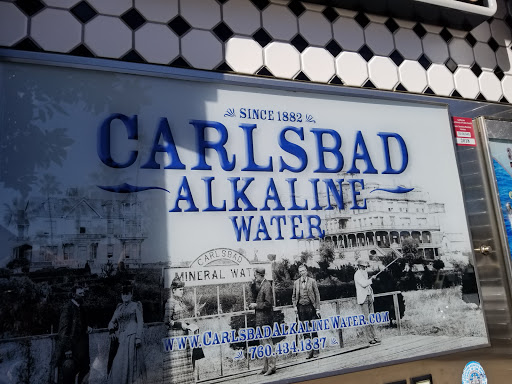 SINCE 1882
CARLSBAD
ALKALINE
WATER
CARLSBAD
MINERAL WATER
WWW.CARLSBADALKALINEWATER.COM
760.434.1887